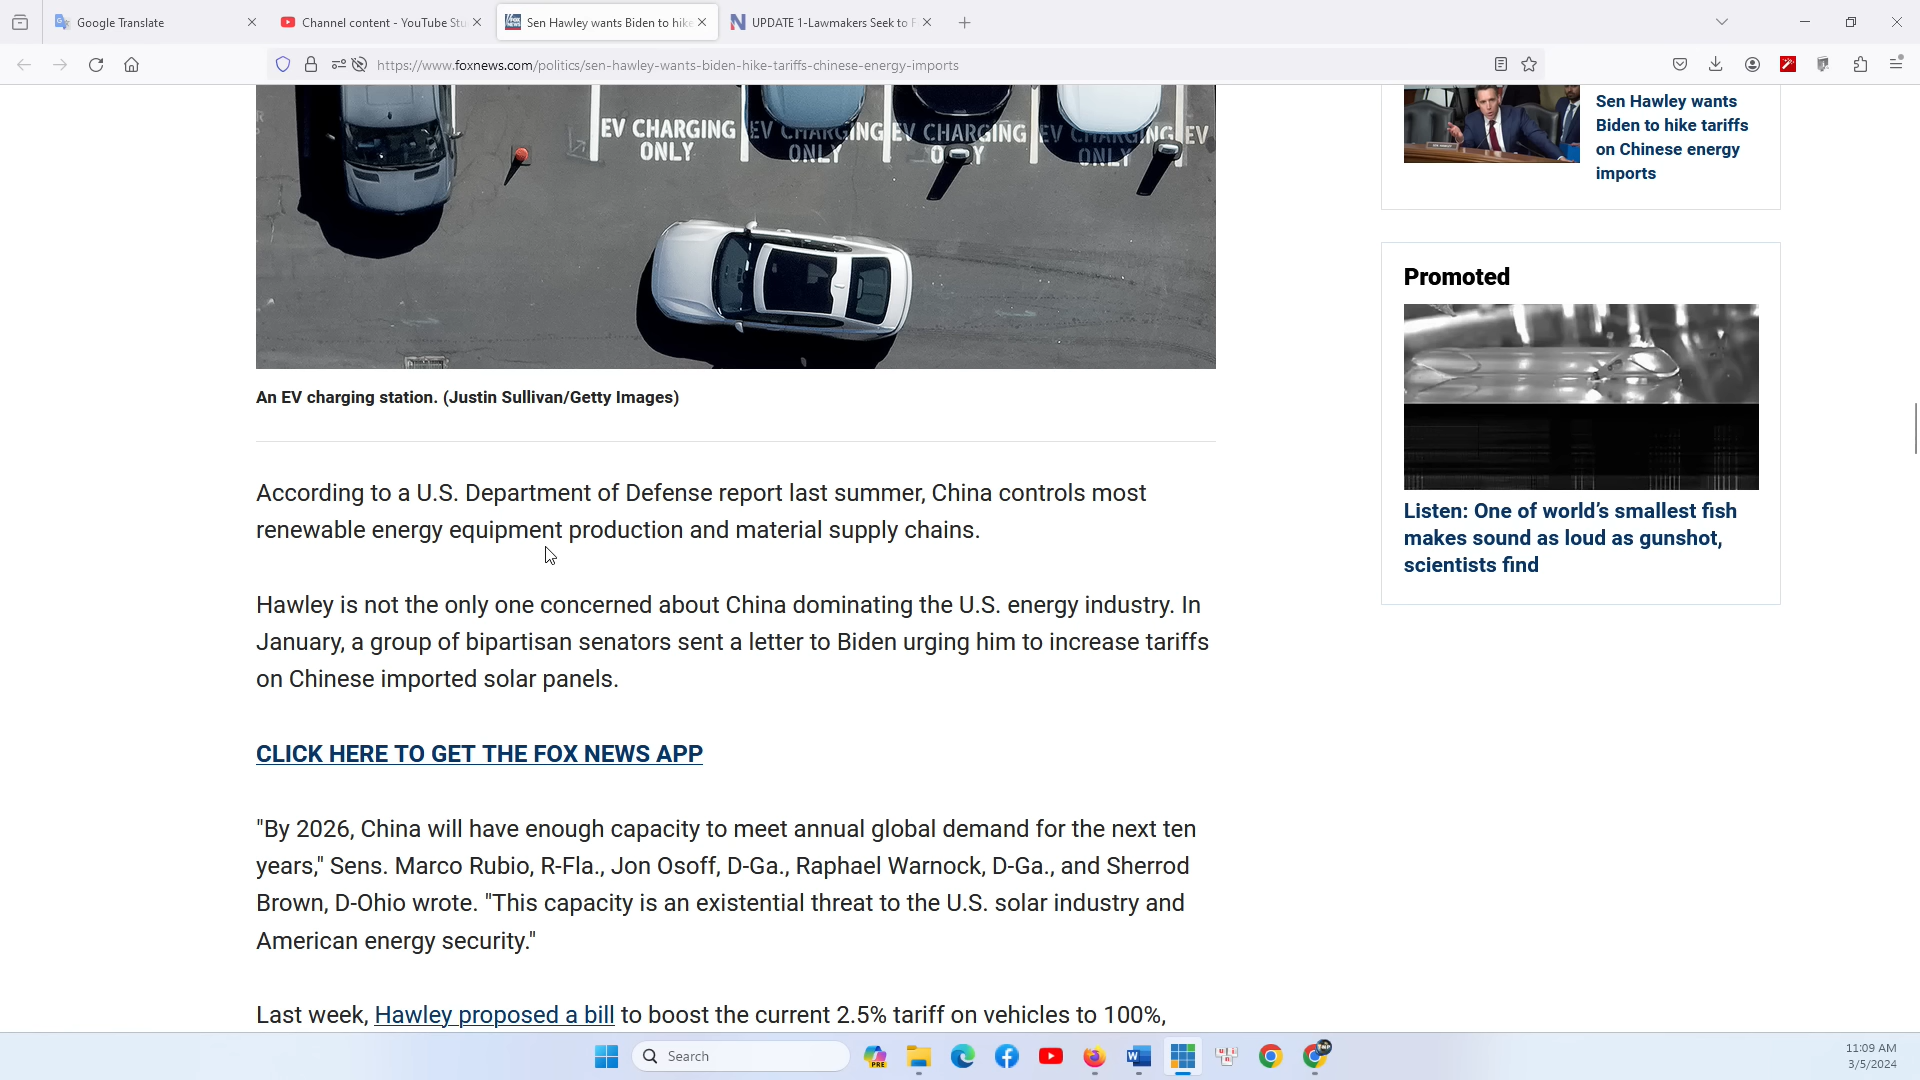 Google Translate
Channel content - YouTube Stu
Sen Hawley wants Biden to hike
UPDATE 1-Lawmakers Seek to F
https://www.foxnews.com/politics/sen-hawley-wants-biden-hike-tariffs-chinese-energy-imports
EV CHARGING
ONLY
EV CHARGING
ONLY
EV CHARGING
ONLY
EV CHARGING
ONLY
EV
An EV charging station. (Justin Sullivan/Getty Images)
According to a U.S. Department of Defense report last summer, China controls most
renewable energy equipment production and material supply chains.
Hawley is not the only one concerned about China dominating the U.S. energy industry. In
January, a group of bipartisan senators sent a letter to Biden urging him to increase tariffs
on Chinese imported solar panels.
CLICK HERE TO GET THE FOX NEWS APP
"By 2026, China will have enough capacity to meet annual global demand for the next ten
years," Sens. Marco Rubio, R-Fla., Jon Osoff, D-Ga., Raphael Warnock, D-Ga., and Sherrod
Brown, D-Ohio wrote. "This capacity is an existential threat to the U.S. solar industry and
American energy security."
Last week, Hawley proposed a bill to boost the current 2.5% tariff on vehicles to 100%,
Sen Hawley wants
Biden to hike tariffs
on Chinese energy
imports
Promoted
Listen: One of world's smallest fish
makes sound as loud as gunshot,
scientists find
Search
PRE
11:09 AM
3/5/2024